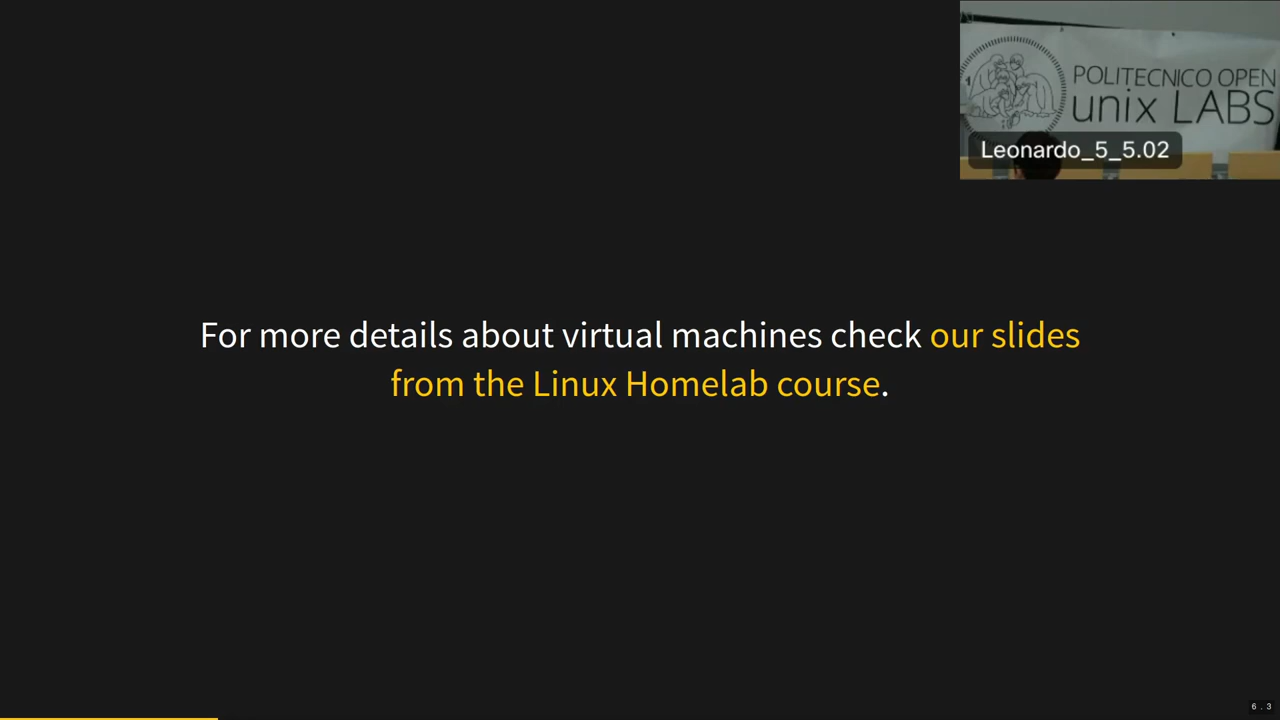 POLITECNICO OPEN
unix LABS
Leonardo_5_5.02
For more details about virtual machines check our slides
from the Linux Homelab course.
6.3